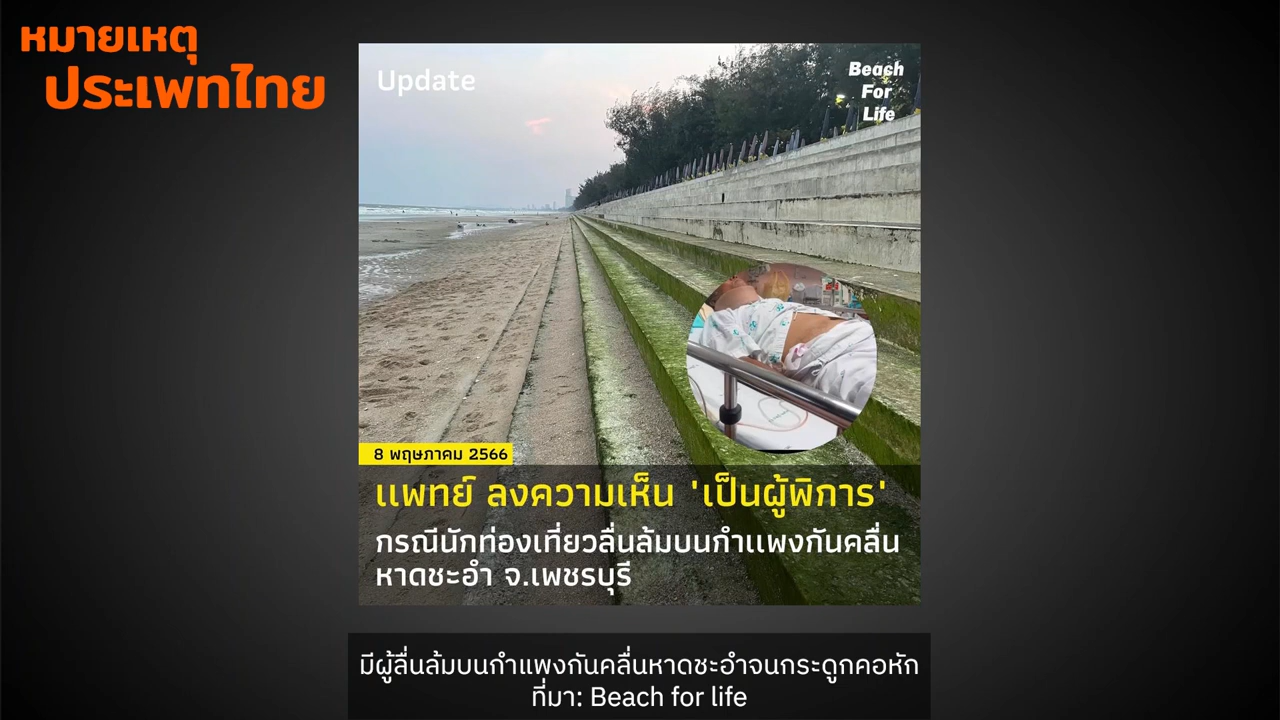 หมายเหตุ
ประเพทไทย
Update
Beach
For
Life
8 พฤษภาคม 2566
แพทย์ ลงความเห็น 'เป็นผู้พิการ'
กรณีนักท่องเที่ยวลื่นล้มบนกำแพงกันคลื่น
หาดชะอำ จ.เพชรบุรี
มีผู้ลื่นล้มบนกำแพงกันคลื่นหาดชะอำจนกระดูกคอหัก
ที่มา: Beach for life